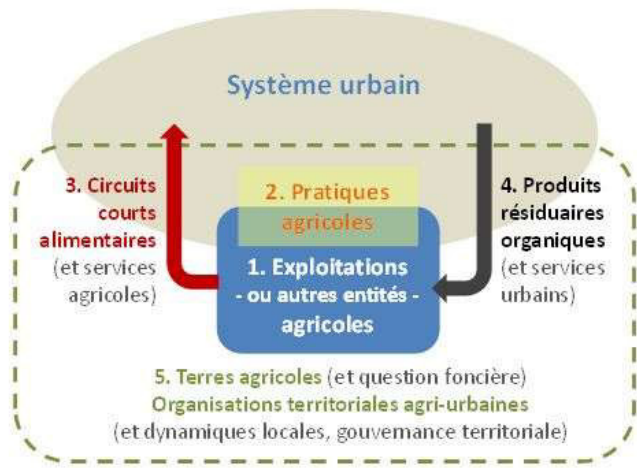 Système urbain
3. Circuits
courts
alimentaires
(et services
agricoles)
2. Pratiques
agricoles
1. Exploitations
- ou autres entités -
agricoles
4. Produits
résiduaires
organiques
(et services
urbains)
5. Terres agricoles (et question foncière)
Organisations territoriales agri-urbaines
(et dynamiques locales, gouvernance territoriale)